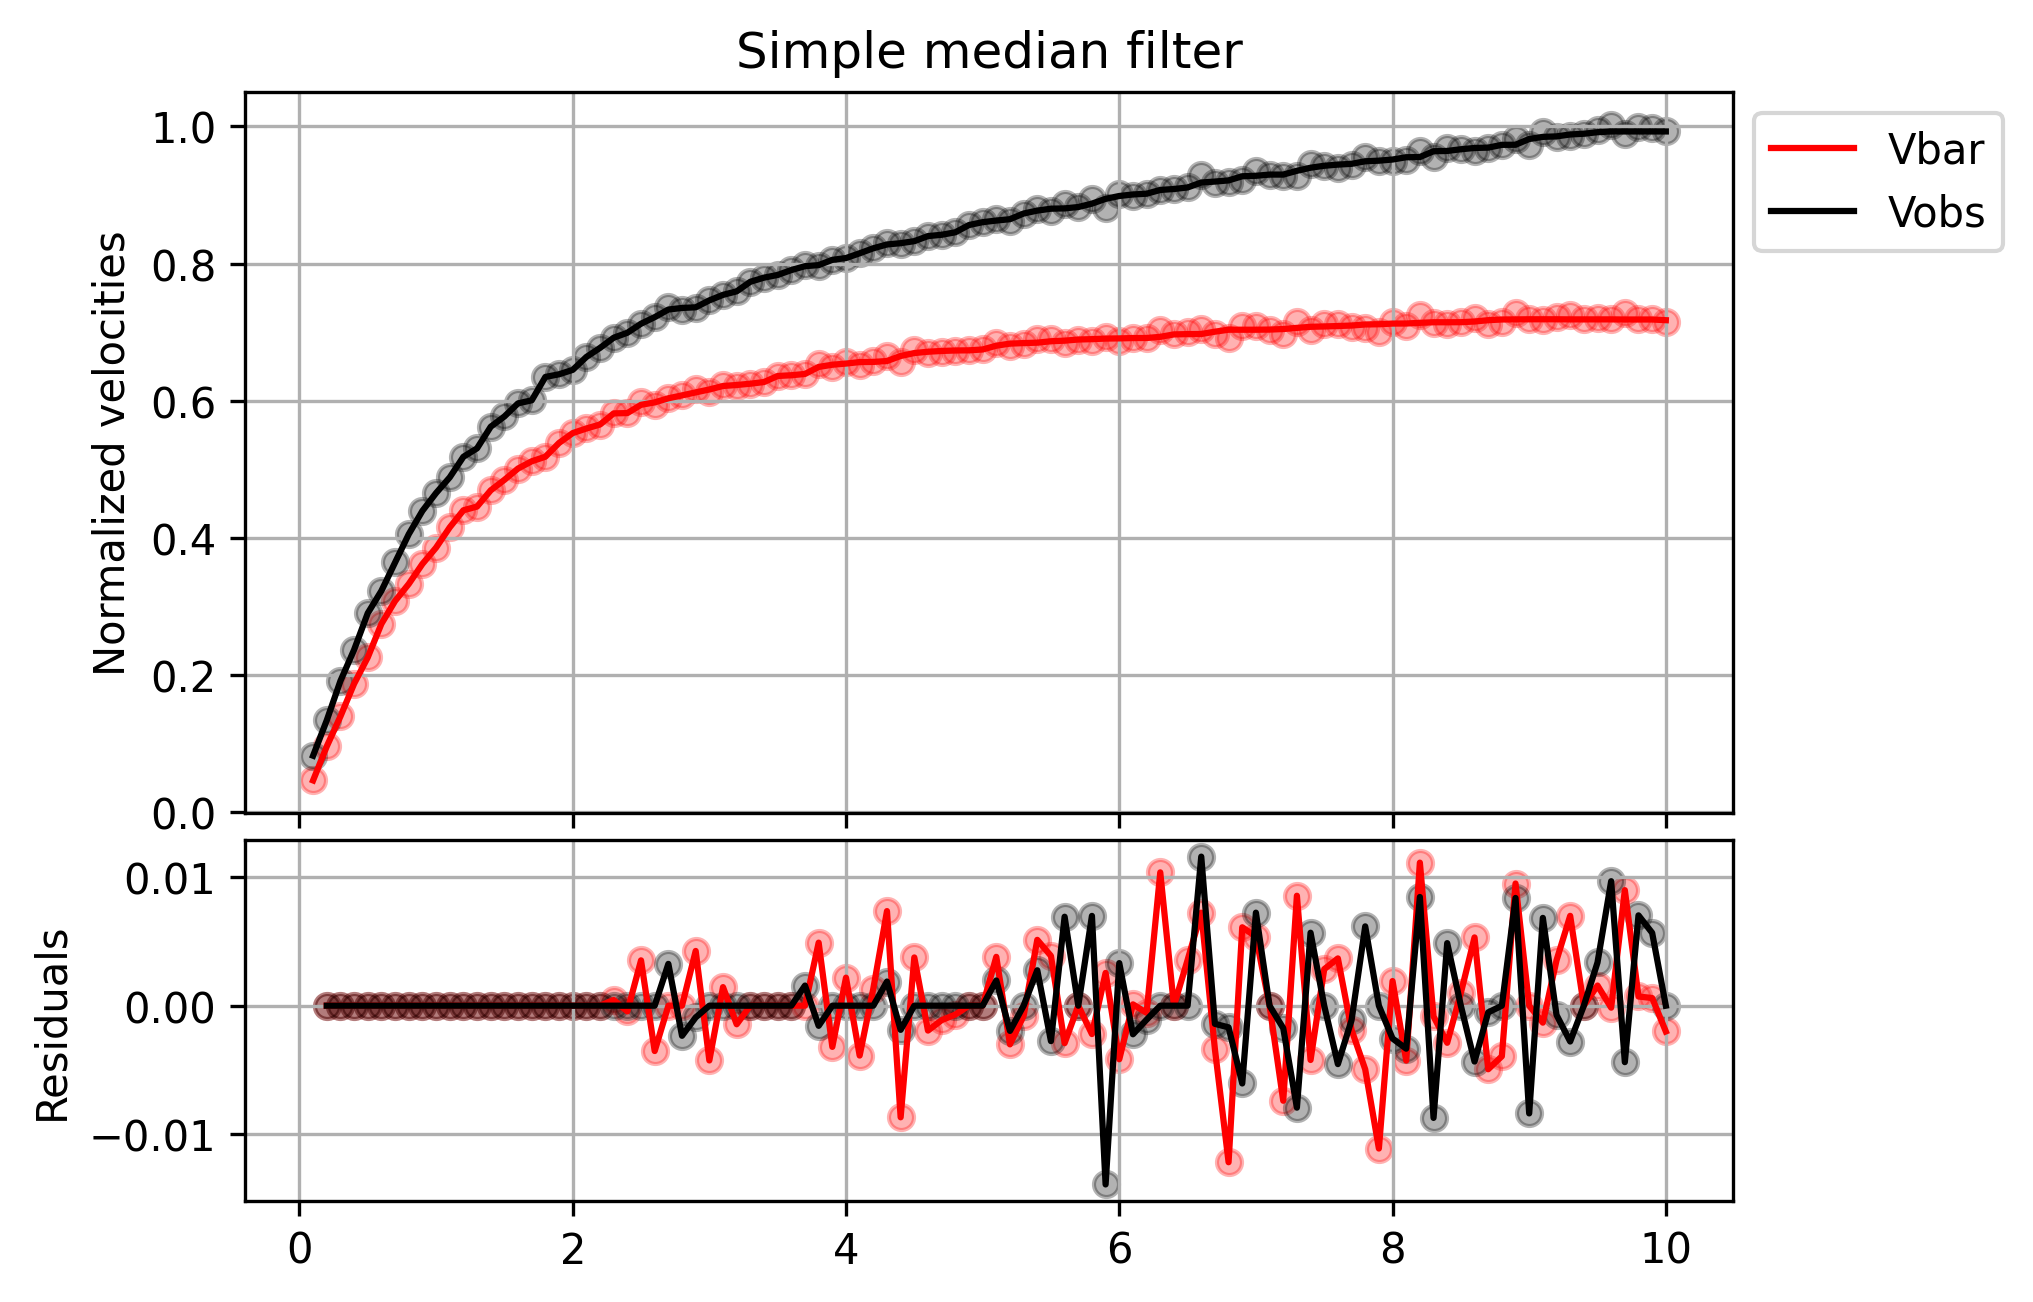 Simple median filter
Normalized velocities
1.0
0.8
0.6
0.4
0.2
0.0
Vbar
Vobs
Residuals
0.01
0.00
−0.01
0 2 4 6 8 10